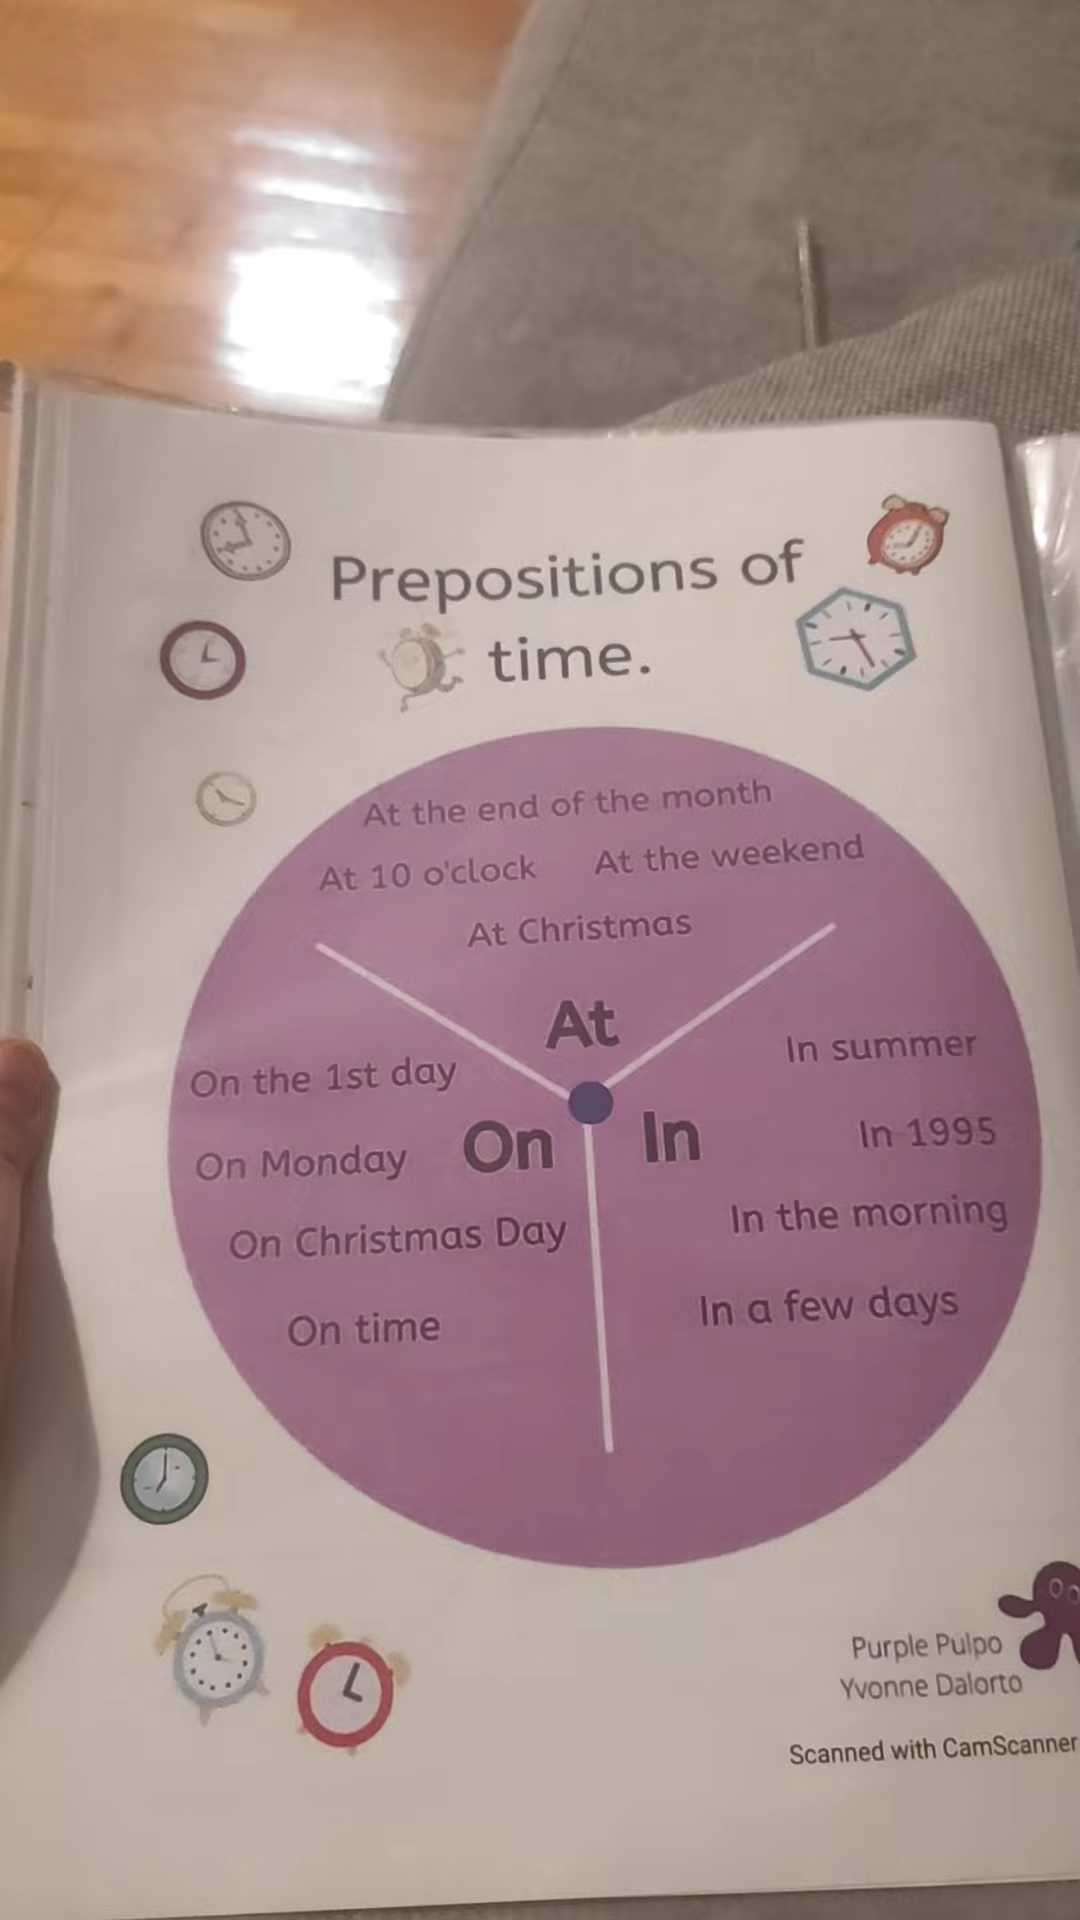 Prepositions of
time.
At the end of the month
At 10 o'clock
At the weekend
At Christmas
At
On the 1st day
On Monday
On
On Christmas Day
On time
In
In summer
In 1995
In the morning
In a few days
Purple Pulpo
Yvonne Dalorto
Scanned with CamScanner